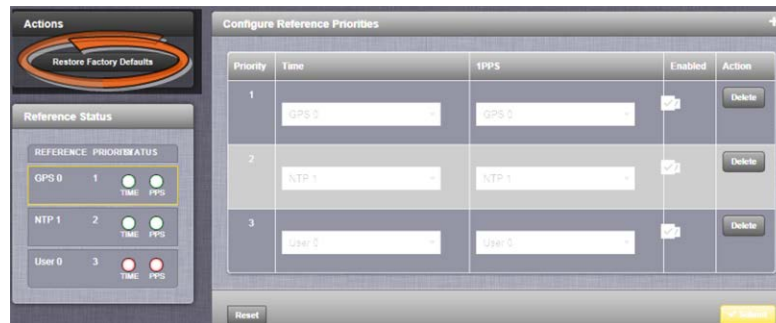 Actions
Restore Factory Defaults
Reference Status
REFERENCE PRIORITY STATUS
GPS 0 1 TIME PPS
NTP 1 2 TIME PPS
User 0 3 TIME PPS
Configure Reference Priorities
Priority Time 1PPS Enabled Action
1 GPS 0 GPS 0 Delete
2 NTP 1 NTP 1 Delete
3 User 0 User 0 Delete
Reset
Submit